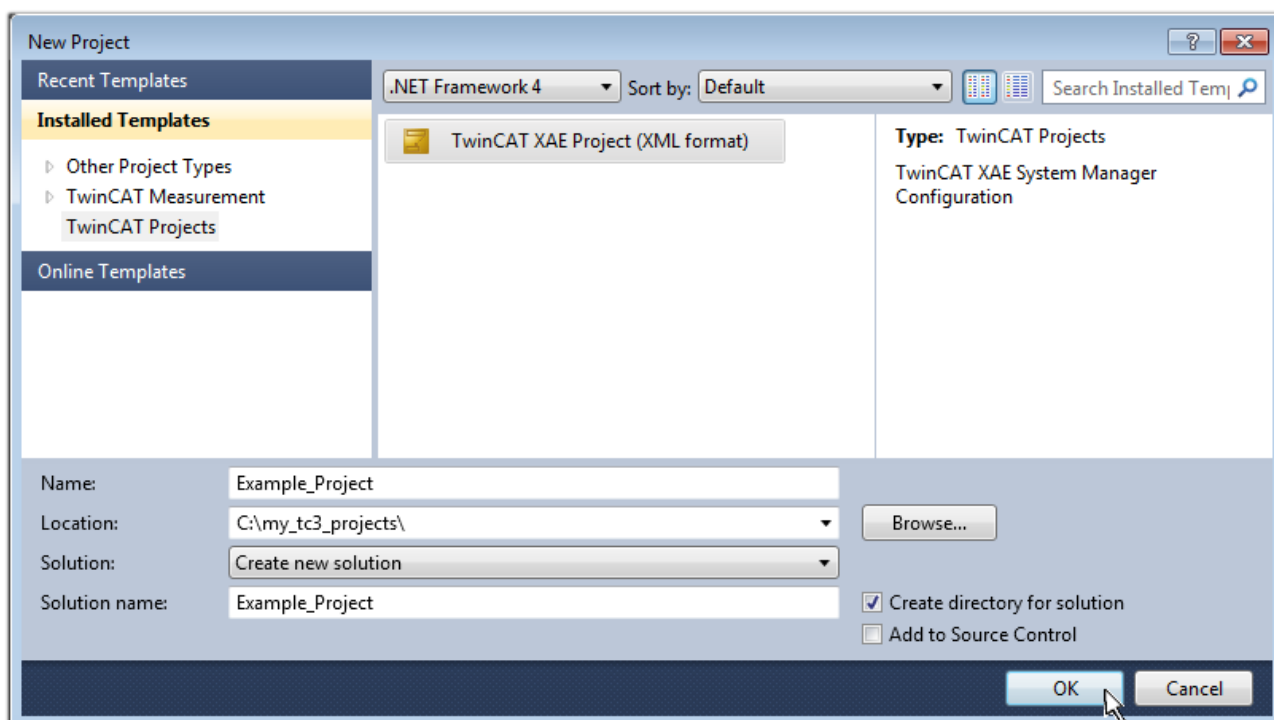 New Project
Recent Templates
.NET Framework 4
Sort by: Default
Search Installed Temp
Installed Templates
Other Project Types
TwinCAT Measurement
TwinCAT Projects
Online Templates
TwinCAT XAE Project (XML format)
Type: TwinCAT Projects
TwinCAT XAE System Manager
Configuration
Name: Example_Project
Location: C:\my_tc3_projects\
Browse...
Solution: Create new solution
Solution name: Example_Project
Create directory for solution
Add to Source Control
OK
Cancel